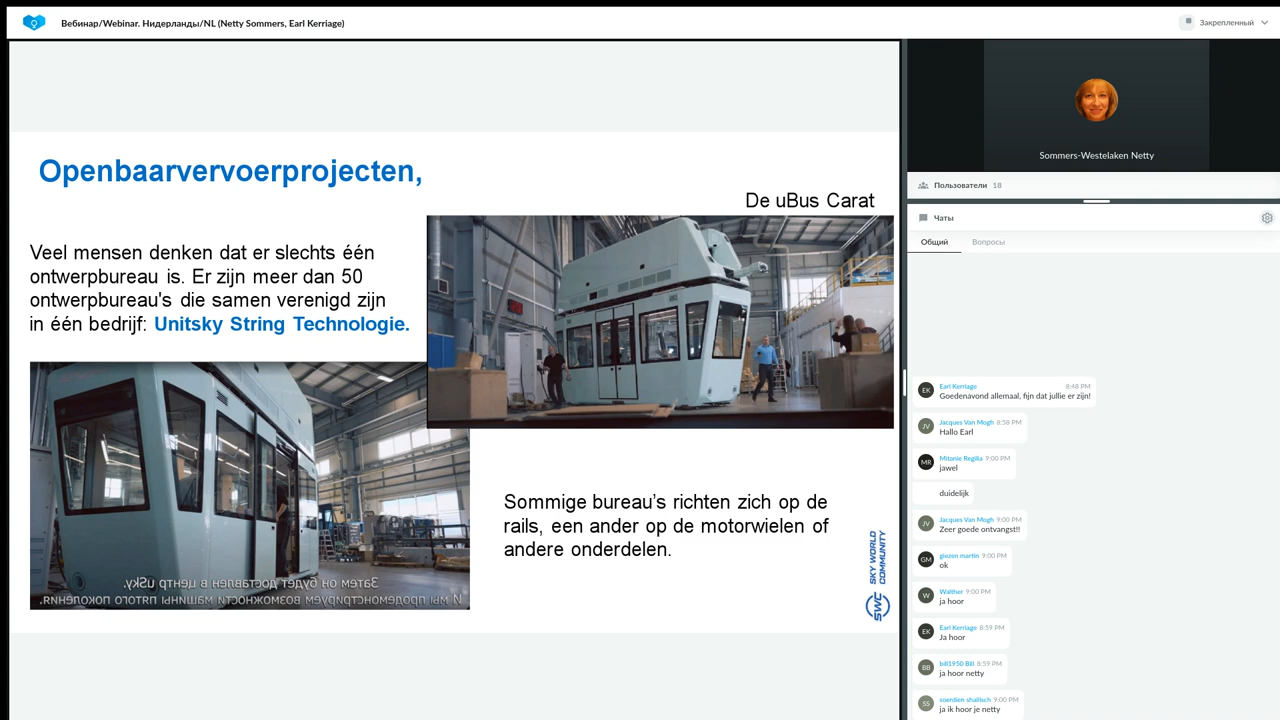 Вебинар/Webinar. Нидерланды/NL (Netty Sommers, Earl Kerriage)
Закрепленный
Openbaarvervoerprojecten,
De uBus Carat
Veel mensen denken dat er slechts één
ontwerpbureau is. Er zijn meer dan 50
ontwerpbureau's die samen verenigd zijn
in één bedrijf: Unitsky String Technologie.
Затем он будет доставлен в центр uSky.
И мы продемонстрируем возможности машины пятого поколения.
Sommige bureau’s richten zich op de
rails, een ander op de motorwielen of
andere onderdelen.
SWC SKY WORLD
COMMUNITY
Sommers-Westelaken Netty
Пользователи 18
Чаты
Общий Вопросы
EK Earl Kerriage 8:48 PM
Goedenavond allemaal, fijn dat jullie er zijn!
JV Jacques Van Mogh 8:58 PM
Hallo Earl
MR Mitanie Regilia 9:00 PM
jawel
duidelijk
JV Jacques Van Mogh 9:00 PM
Zeer goede ontvangst!!
GM giezen martin 9:00 PM
ok
W Walther 9:00 PM
ja hoor
EK Earl Kerriage 8:59 PM
Ja hoor
BB bill1950 Bill 8:59 PM
ja hoor netty
SS soerdien shailisch 9:00 PM
ja ik hoor je netty